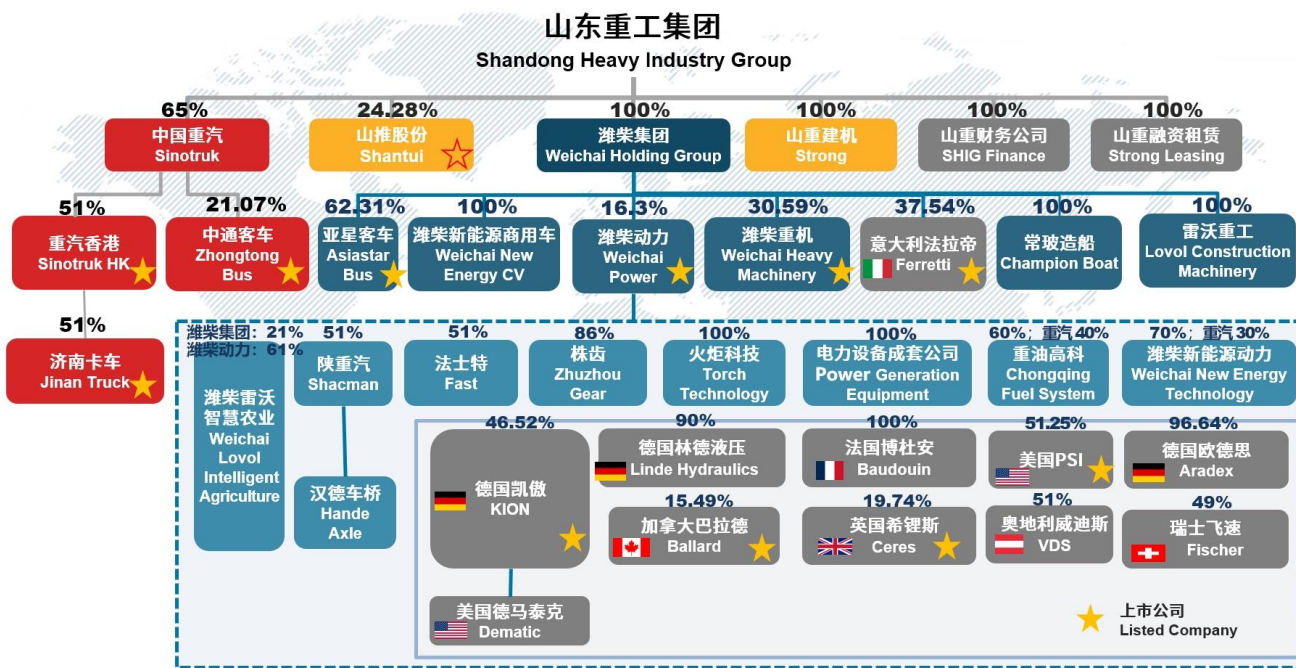 山东重工集团
Shandong Heavy Industry Group
65%
中国重汽
Sinotruk
24.28%
山推股份
Shantui
100%
潍柴集团
Weichai Holding Group
100%
山重建机
Strong
100%
山重财务公司
SHIG Finance
100%
山重融资租赁
Strong Leasing
51%
重汽香港
Sinotruk HK
21.07%
中通客车
Zhongtong
Bus
62.31%
亚星客车
Asiastar
Bus
100%
潍柴新能源商用车
Weichai New
Energy CV
16.3%
潍柴动力
Weichai
Power
30.59%
潍柴重机
Weichai Heavy
Machinery
37.54%
意大利法拉帝
Ferretti
100%
常玻造船
Champion Boat
100%
雷沃重工
Lovol Construction
Machinery
51%
济南卡车
Jinan Truck
潍柴集团：21%
潍柴动力：61%
潍柴雷沃
智慧农业
Weichai
Lovol
Intelligent
Agriculture
51%
陕重汽
Shacman
汉德车桥
Hande
Axle
51%
法士特
Fast
86%
株齿
Zhuzhou
Gear
100%
火炬科技
Torch
Technology
100%
电力设备成套公司
Power Generation
Equipment
60%；重汽40%
重油高科
Chongqing
Fuel System
70%；重汽30%
潍柴新能源动力
Weichai New Energy
Technology
46.52%
德国凯傲
KION
美国德马泰克
Dematic
90%
德国林德液压
Linde Hydraulics
100%
法国博杜安
Baudouin
51.25%
美国PSI
96.64%
德国欧德思
Aradex
15.49%
加拿大巴拉德
Ballard
19.74%
英国希锂斯
Ceres
51%
奥地利威迪斯
VDS
49%
瑞士飞速
Fischer
上市公司
Listed Company